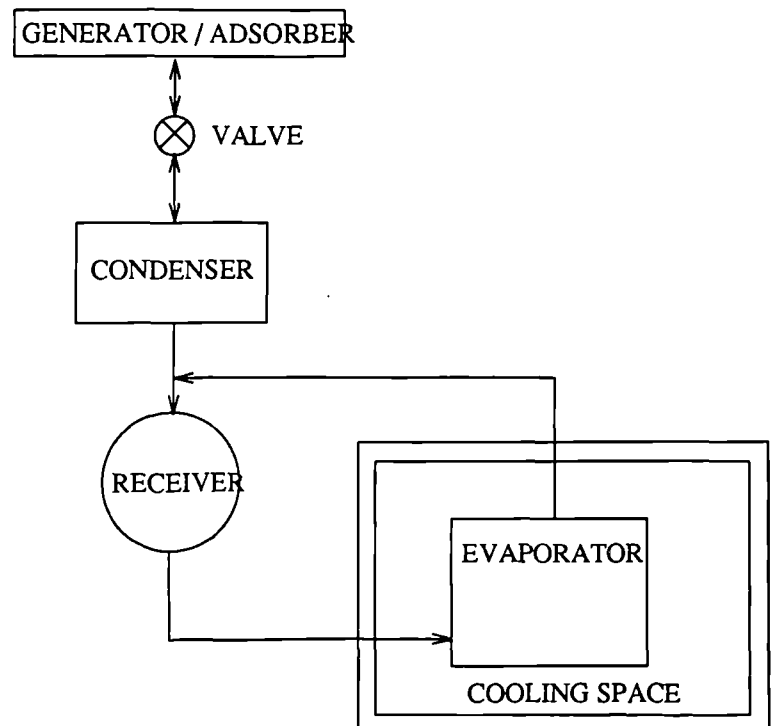 GENERATOR / ADSORBER
VALVE
CONDENSER
RECEIVER
EVAPORATOR
COOLING SPACE